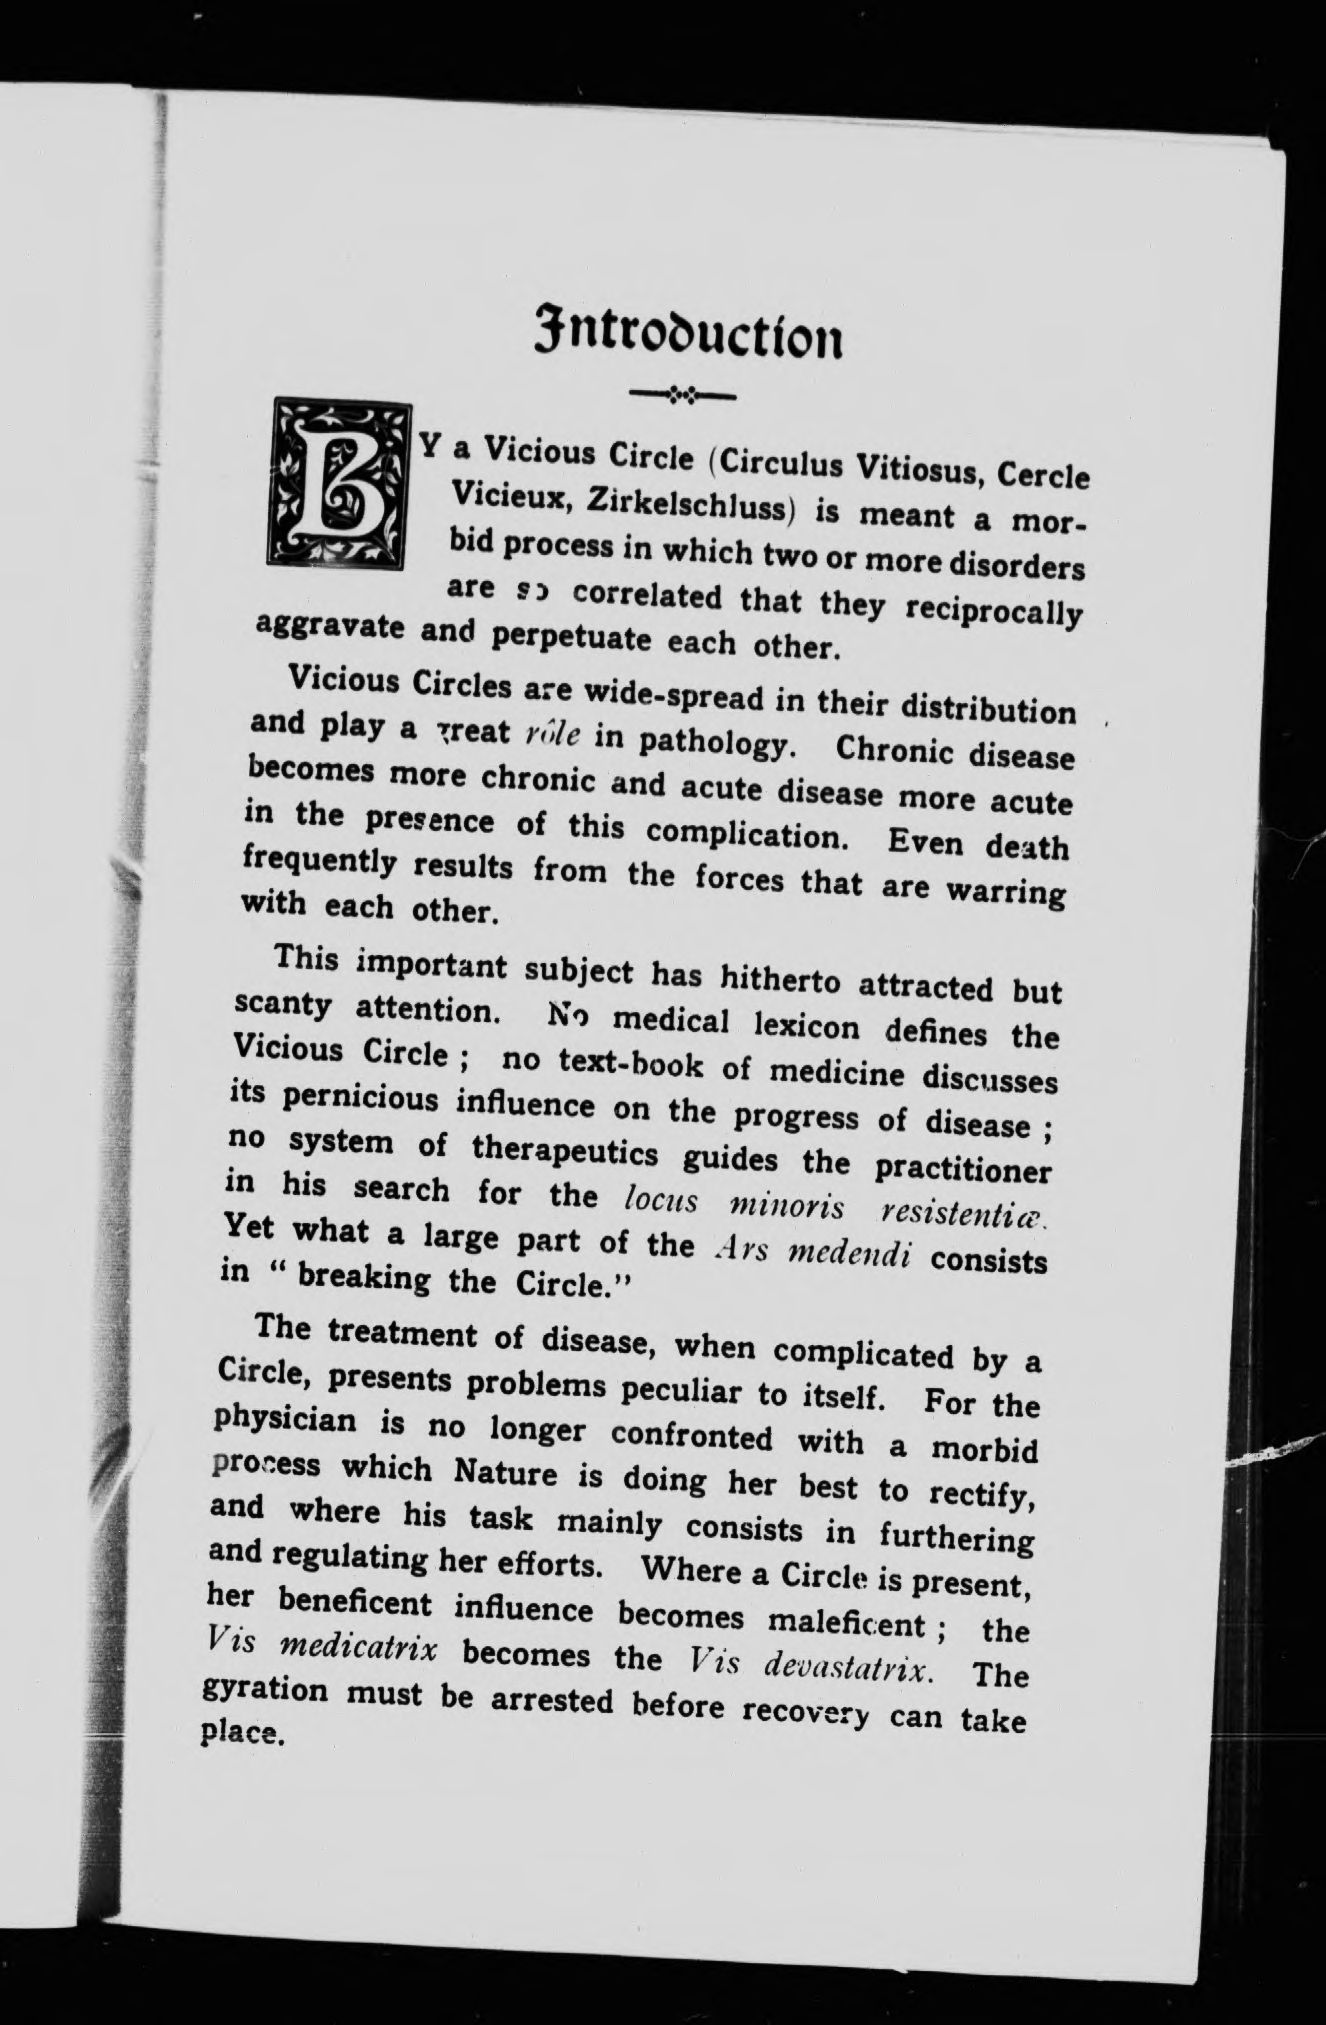 Introduction
BY a Vicious Circle (Circulus Vitiosus, Cercle
Vicieux, Zirkelschluss) is meant a mor-
bid process in which two or more disorders
are so correlated that they reciprocally
aggravate and perpetuate each other.
Vicious Circles are wide-spread in their distribution
and play a great rôle in pathology. Chronic disease
becomes more chronic and acute disease more acute
in the presence of this complication. Even death
frequently results from the forces that are warring
with each other.
This important subject has hitherto attracted but
scanty attention. No medical lexicon defines the
Vicious Circle ; no text-book of medicine discusses
its pernicious influence on the progress of disease ;
no system of therapeutics guides the practitioner
in his search for the locus minoris resistentiæ.
Yet what a large part of the Ars medendi consists
in " breaking the Circle."
The treatment of disease, when complicated by a
Circle, presents problems peculiar to itself. For the
physician is no longer confronted with a morbid
process which Nature is doing her best to rectify,
and where his task mainly consists in furthering
and regulating her efforts. Where a Circle is present,
her beneficent influence becomes maleficent ; the
Vis medicatrix becomes the Vis devastatrix. The
gyration must be arrested before recovery can take
place.